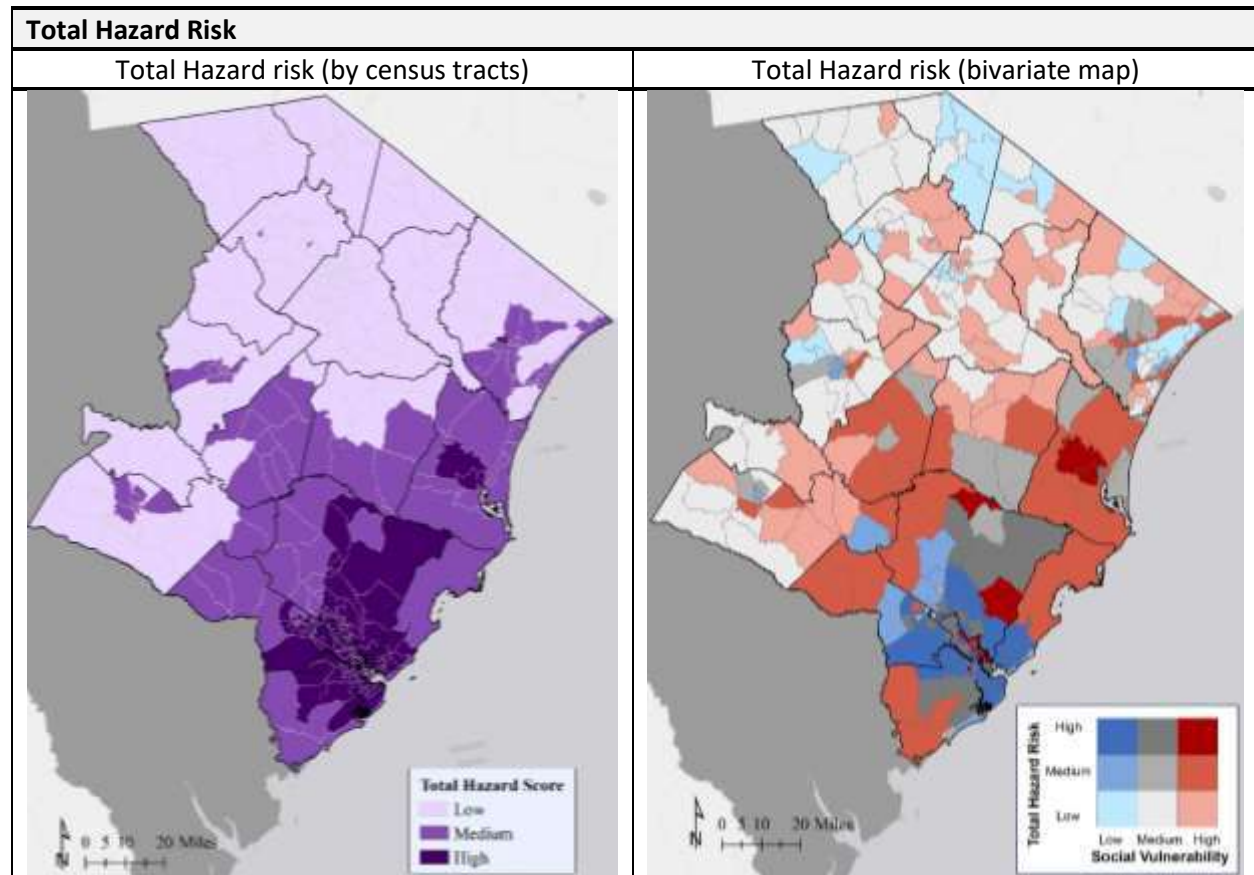 Total Hazard Risk
Total Hazard risk (by census tracts)
Total Hazard risk (bivariate map)
Total Hazard Score
Low
Medium
High
N
0 5 10 20 Miles
Total Hazard Risk
High
Medium
Low
Low Medium High
Social Vulnerability
N
0 5 10 20 Miles